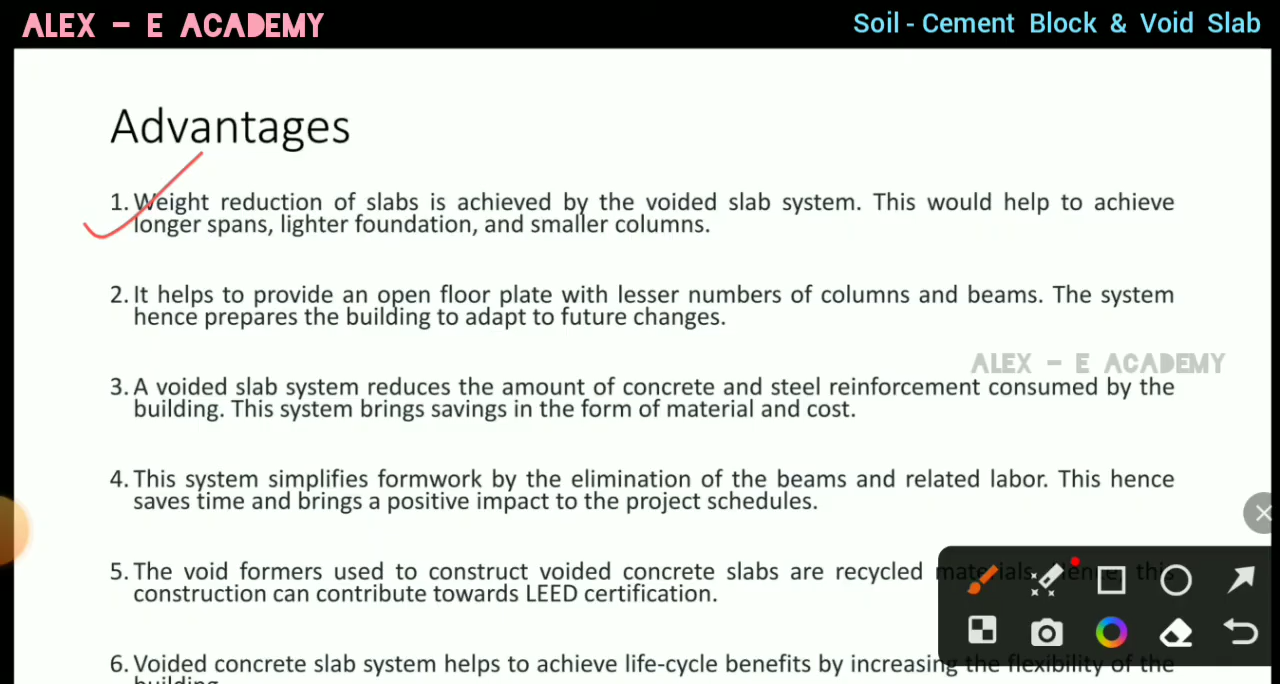 ALEX - E ACADEMY
Soil - Cement Block & Void Slab
Advantages
1. Weight reduction of slabs is achieved by the voided slab system. This would help to achieve
longer spans, lighter foundation, and smaller columns.
2. It helps to provide an open floor plate with lesser numbers of columns and beams. The system
hence prepares the building to adapt to future changes.
ALEX - E ACADEMY
3. A voided slab system reduces the amount of concrete and steel reinforcement consumed by the
building. This system brings savings in the form of material and cost.
4. This system simplifies formwork by the elimination of the beams and related labor. This hence
saves time and brings a positive impact to the project schedules.
5. The void formers used to construct voided concrete slabs are recycled materials. Hence, this
construction can contribute towards LEED certification.
6. Voided concrete slab system helps to achieve life-cycle benefits by increasing the flexibility of the
building.